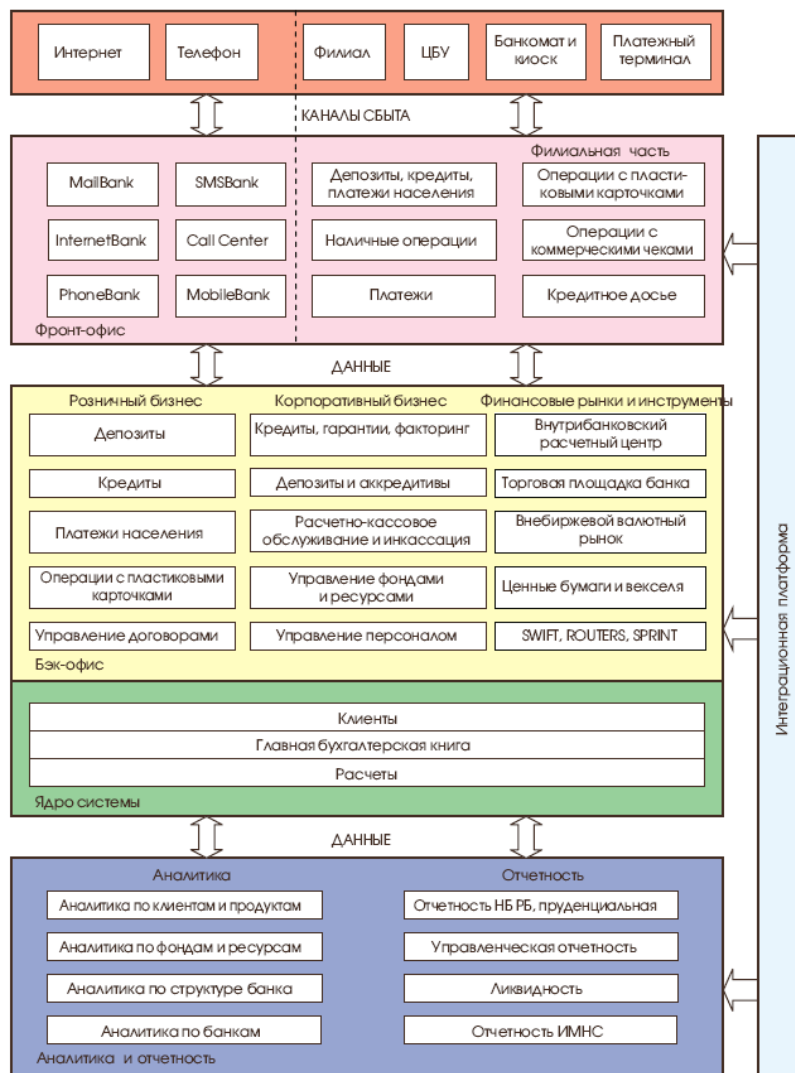 Интернет
Телефон
Филиал
ЦБУ
Банкомат и
киоск
Платежный
терминал
КАНАЛЫ СБЫТА
Филиальная часть
MailBank
SMSBank
Депозиты, кредиты,
платежи населения
Операции с пласти-
ковыми карточками
InternetBank
Call Center
Наличные операции
Операции с
коммерческими чеками
PhoneBank
MobileBank
Платежи
Кредитное досье
Фронт-офис
ДАННЫЕ
Розничный бизнес
Корпоративный бизнес
Финансовые рынки и инструменты
Депозиты
Кредиты, гарантии, факторинг
Внутрибанковский
расчетный центр
Кредиты
Депозиты и аккредитивы
Торговая площадка банка
Платежи населения
Расчетно-кассовое
обслуживание и инкассация
Внебиржевой валютный
рынок
Операции с пластиковыми
карточками
Управление фондами
и ресурсами
Ценные бумаги и векселя
Управление договорами
Управление персоналом
SWIFT, ROUTERS, SPRINT
Бэк-офис
Клиенты
Главная бухгалтерская книга
Расчеты
Ядро системы
ДАННЫЕ
Аналитика
Отчетность
Аналитика по клиентам и продуктам
Отчетность НБ РБ, пруденциальная
Аналитика по фондам и ресурсам
Управленческая отчетность
Аналитика по структуре банка
Ликвидность
Аналитика по банкам
Отчетность ИМНС
Аналитика и отчетность
Интеграционная платформа